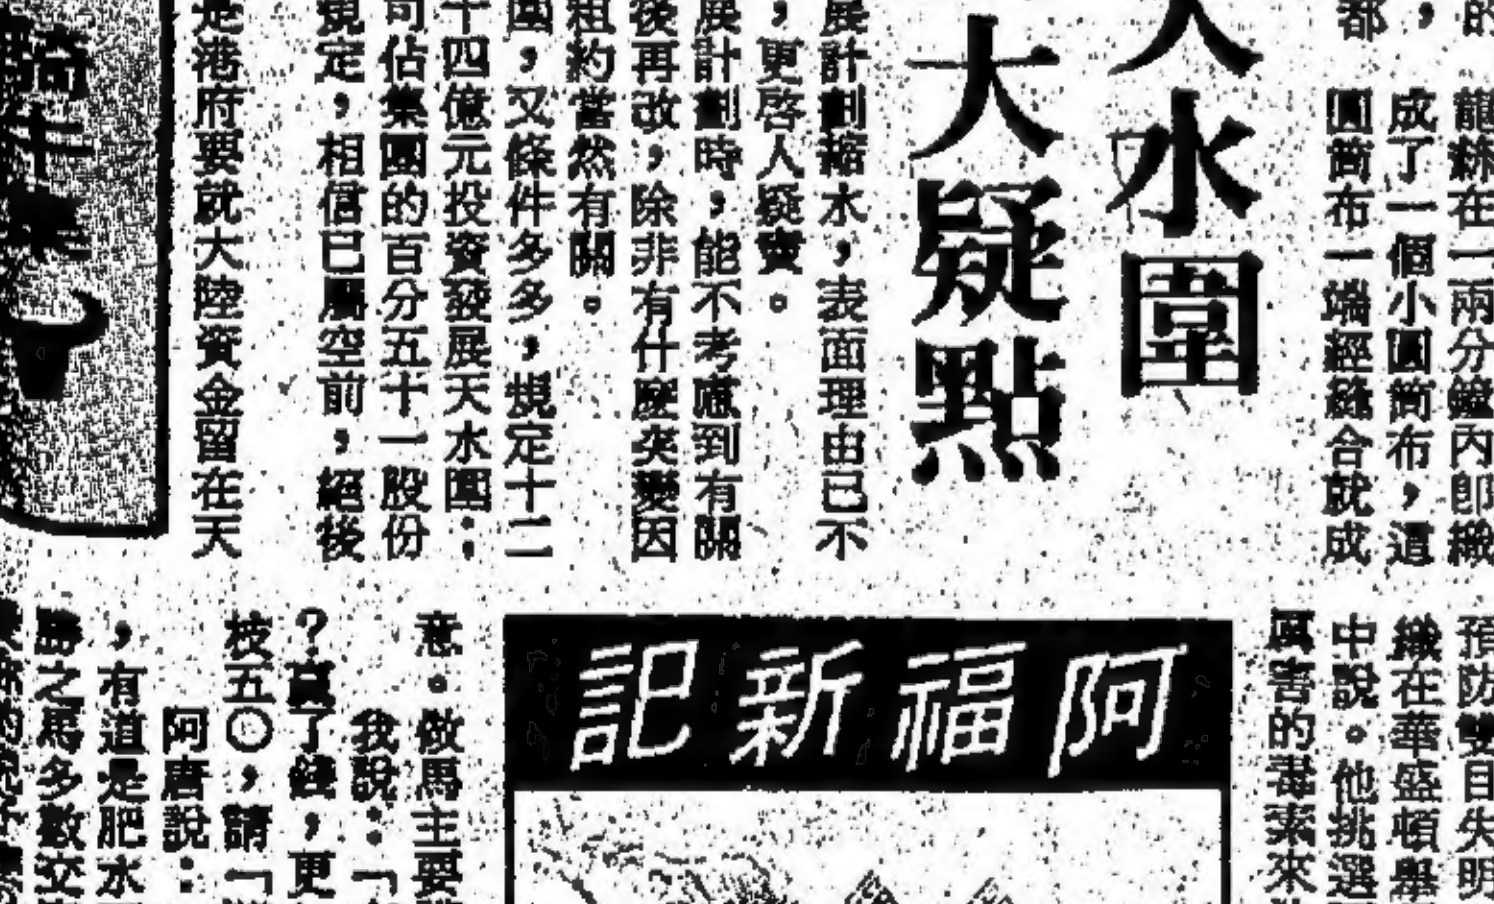 的
，
都
龍絲在一兩分鐘內即織
成了一個小圓筒布，這
圓筒布一端經縫合就成
水圍
大疑點
展計劃縮水，表面理由已不
，更啓人疑竇。
展計劃時，能不考慮到有關
後再改，除非有什麼突變因
租約當然有關。
圍，又條件多多，規定十二
十四億元投資發展天水圍：
司佔集團的百分五十一股份
規定，相信已屬空前，絕後
是港府要就大陸資金留在天
預防雙目失明
織在華盛頓學
中說。他挑選
厲害的毒素來
阿福新記
意。做馬主要
我說：「
？贏了錢，更
枝五〇，請「
阿唐說：
，有道是肥水
勝之馬多數交